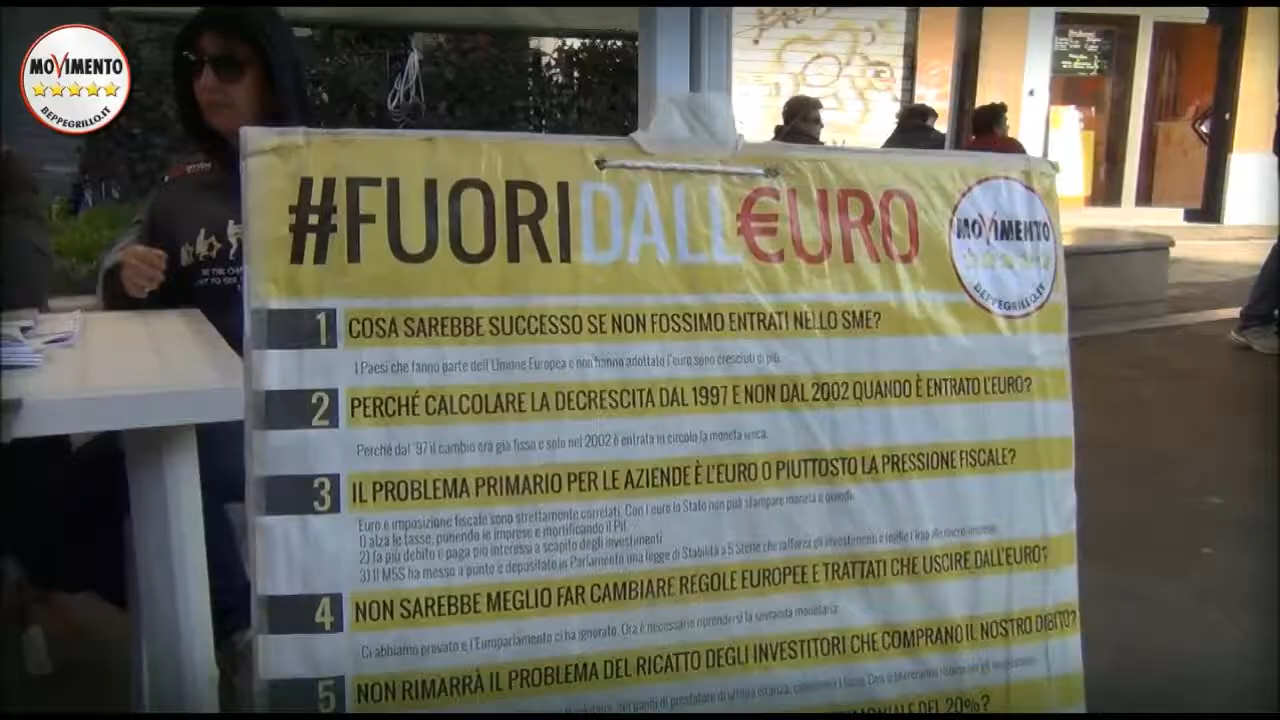 MOVIMENTO
BEPPEGRILLO.IT
#FUORIDALL€URO
MOVIMENTO
BEPPEGRILLO.IT
1 COSA SAREBBE SUCCESSO SE NON FOSSIMO ENTRATI NELLO SME?
I Paesi che fanno parte dell'Unione Europea e non hanno adottato l'euro sono cresciuti di più.
2 PERCHÉ CALCOLARE LA DECRESCITA DAL 1997 E NON DAL 2002 QUANDO È ENTRATO L'EURO?
Perché dal '97 il cambio era già fisso e solo nel 2002 è entrata in circolo la moneta unica.
3 IL PROBLEMA PRIMARIO PER LE AZIENDE È L'EURO O PIUTTOSTO LA PRESSIONE FISCALE?
Euro e imposizione fiscale sono strettamente correlati. Con l'euro lo Stato non può stampare moneta e quindi:
1) alza le tasse, punendo le imprese e mortificando il Pil
2) fa più debito e paga più interessi a scapito degli investimenti
3) Il M5S ha messo a punto e depositato in Parlamento una legge di Stabilità a 5 Stelle che rafforza gli investimenti e
4 NON SAREBBE MEGLIO FAR CAMBIARE REGOLE EUROPEE E TRATTATI CHE USCIRE DALL'EURO?
Ci abbiamo provato e l'Europarlamento ci ha ignorato. Ora è necessario riprendersi la sovranità monetaria.
5 NON RIMARRÀ IL PROBLEMA DEL RICATTO DEGLI INVESTITORI CHE COMPRANO IL NOSTRO DEBITO?
DEL 20%?